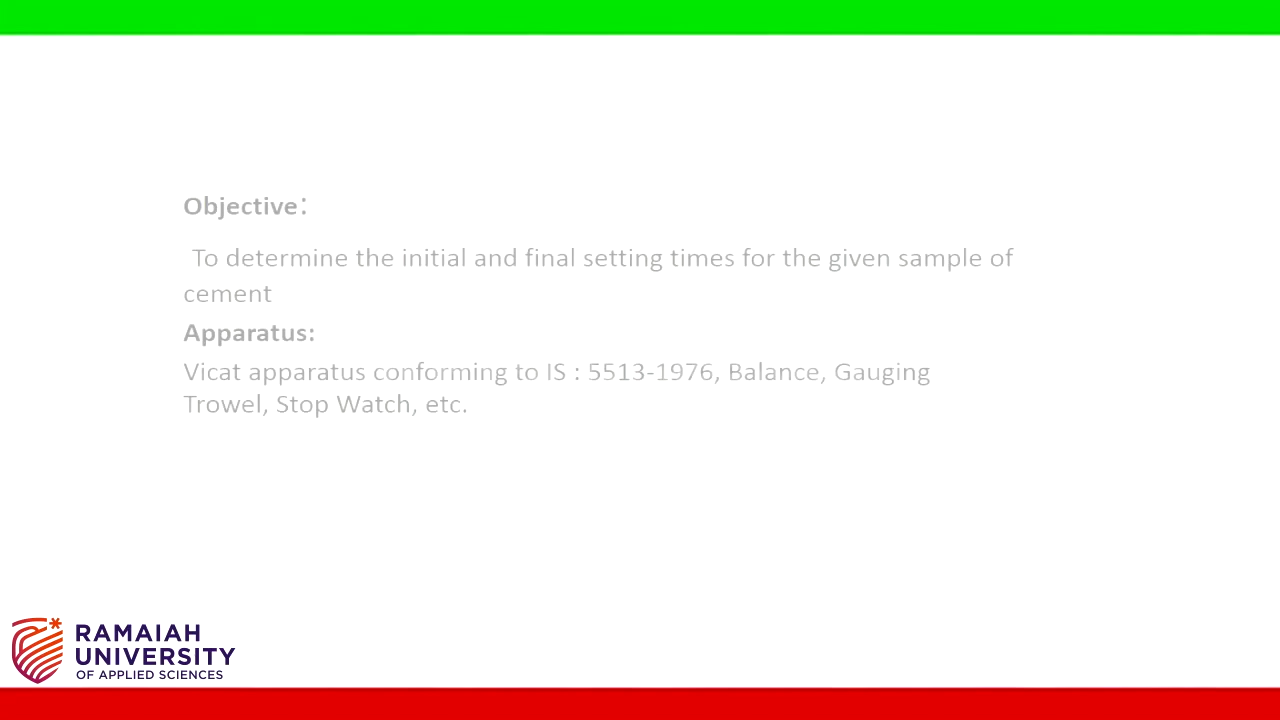 Objective:
To determine the initial and final setting times for the given sample of
cement
Apparatus:
Vicat apparatus conforming to IS : 5513-1976, Balance, Gauging
Trowel, Stop Watch, etc.
RAMAIAH
UNIVERSITY
OF APPLIED SCIENCES